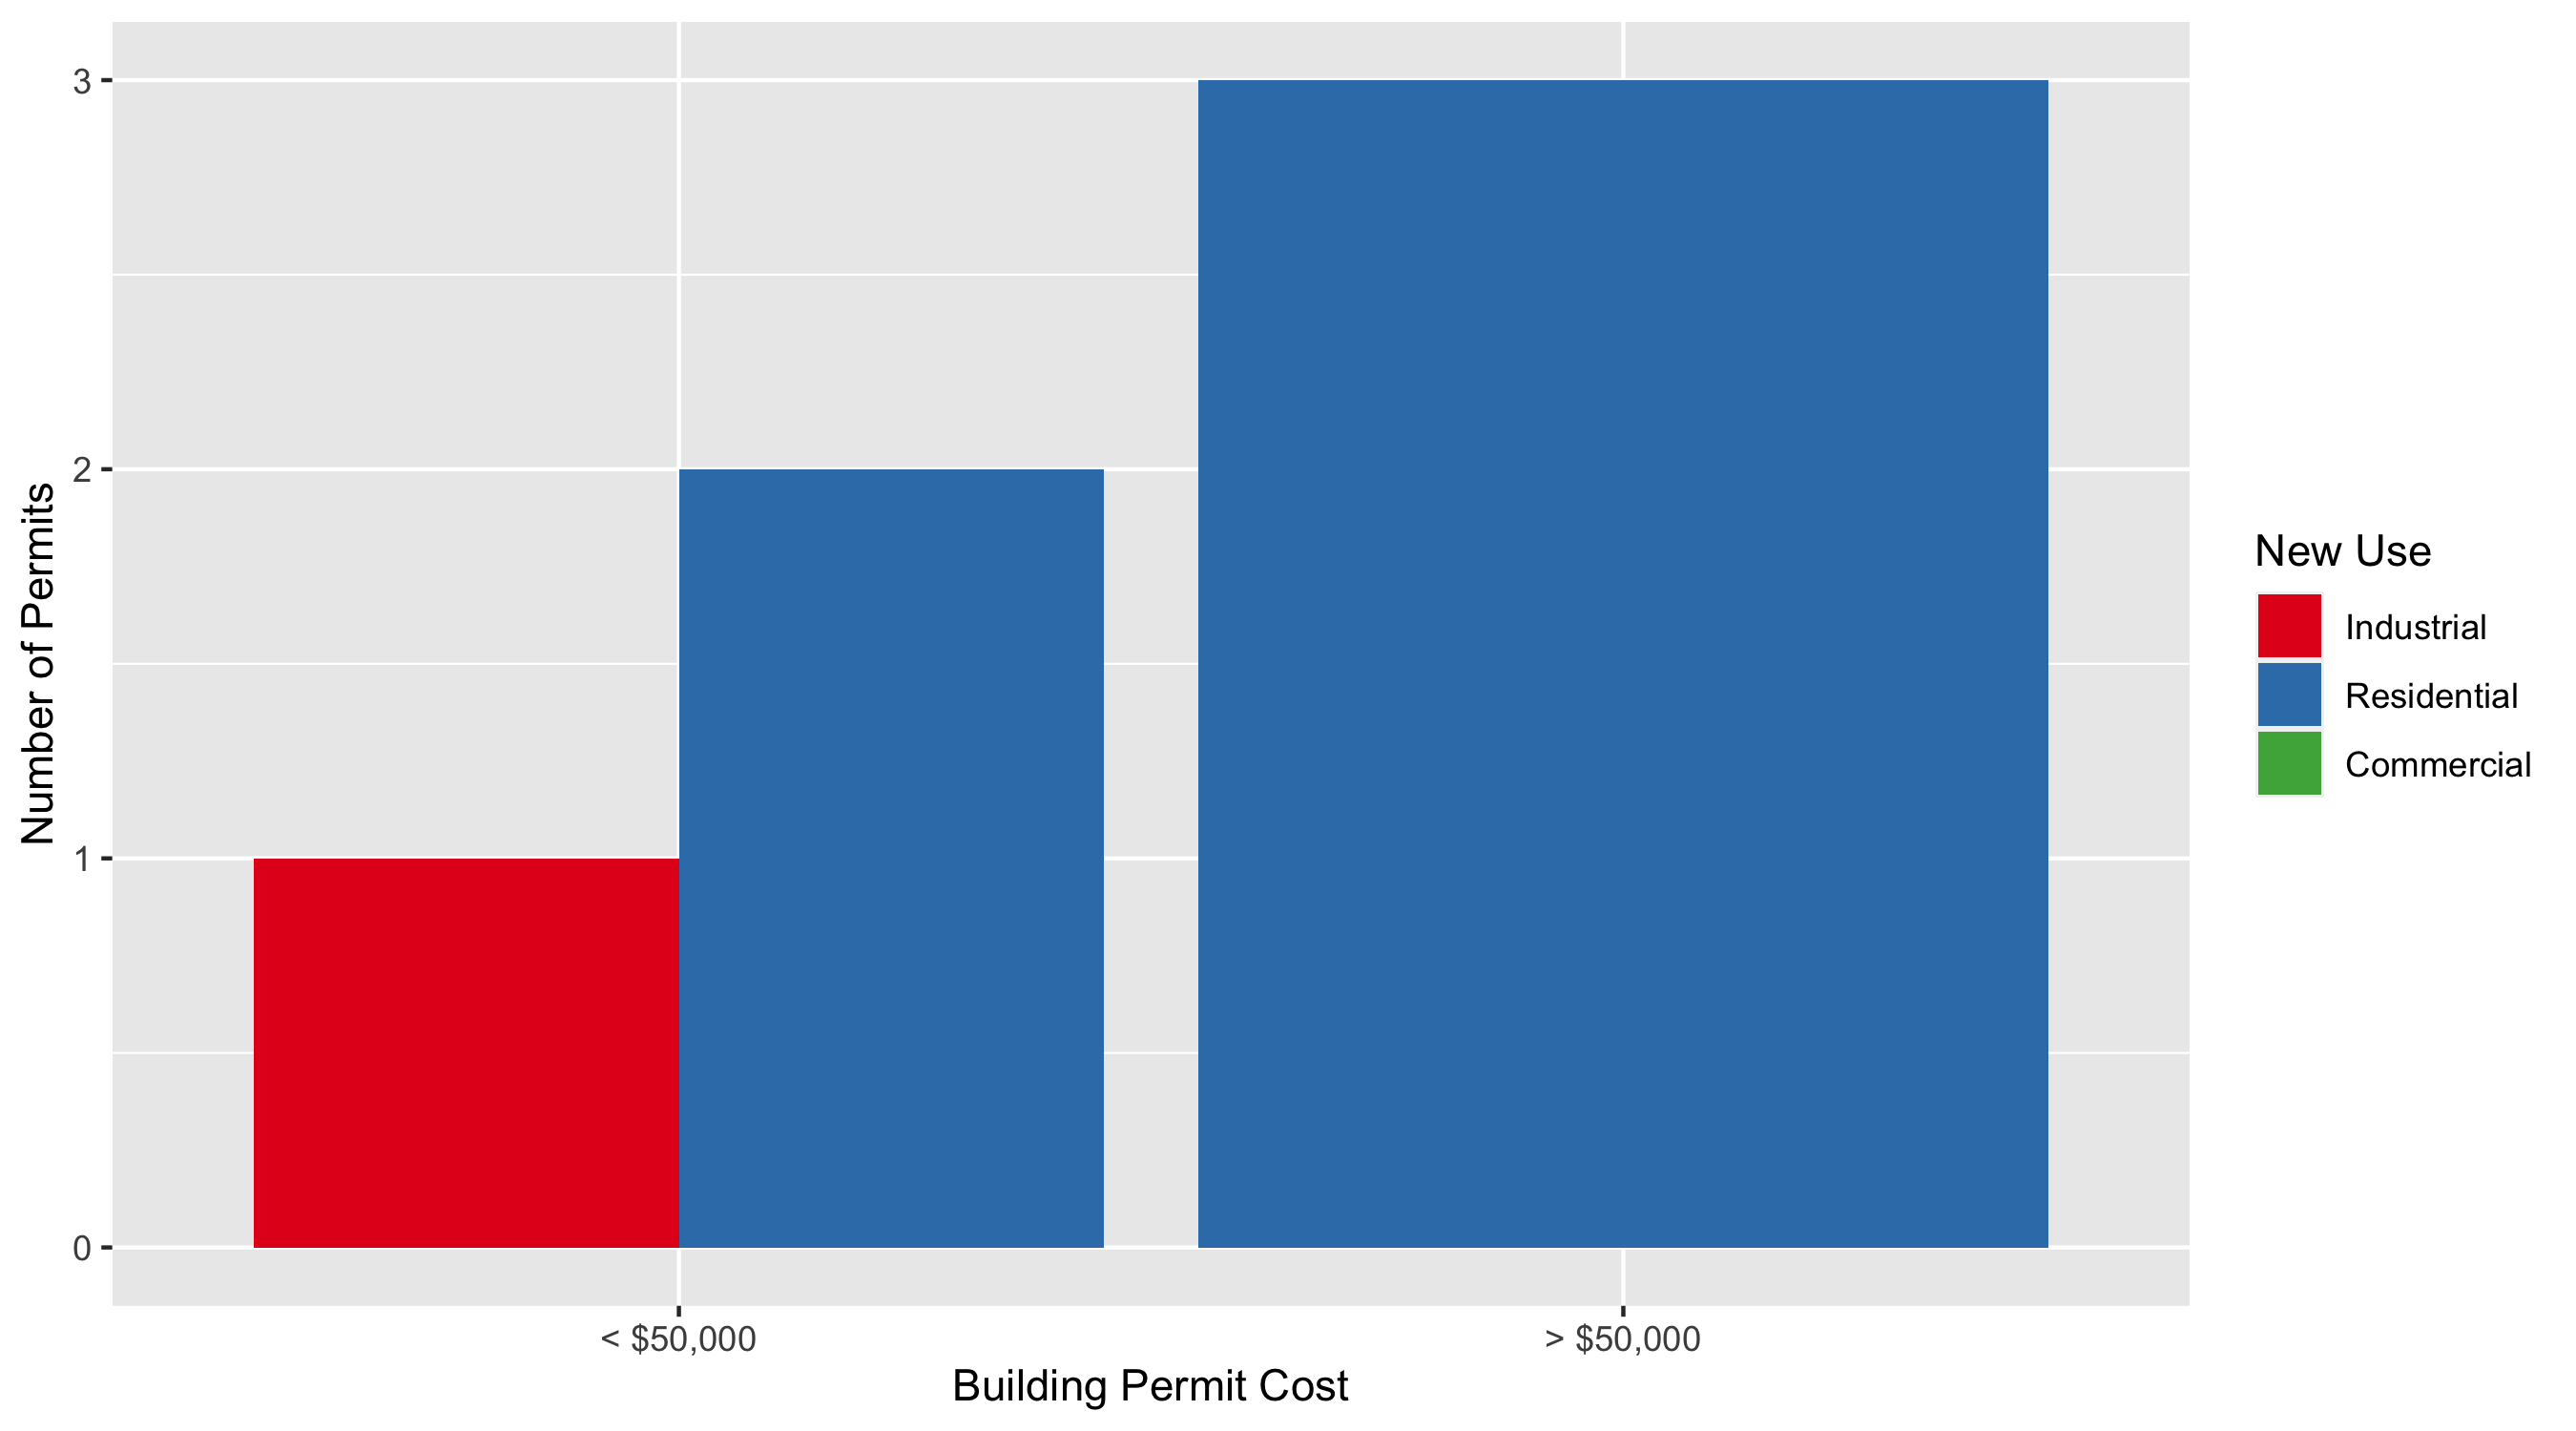 Number of Permits
3
2
1
0
< $50,000
> $50,000
Building Permit Cost
New Use
Industrial
Residential
Commercial